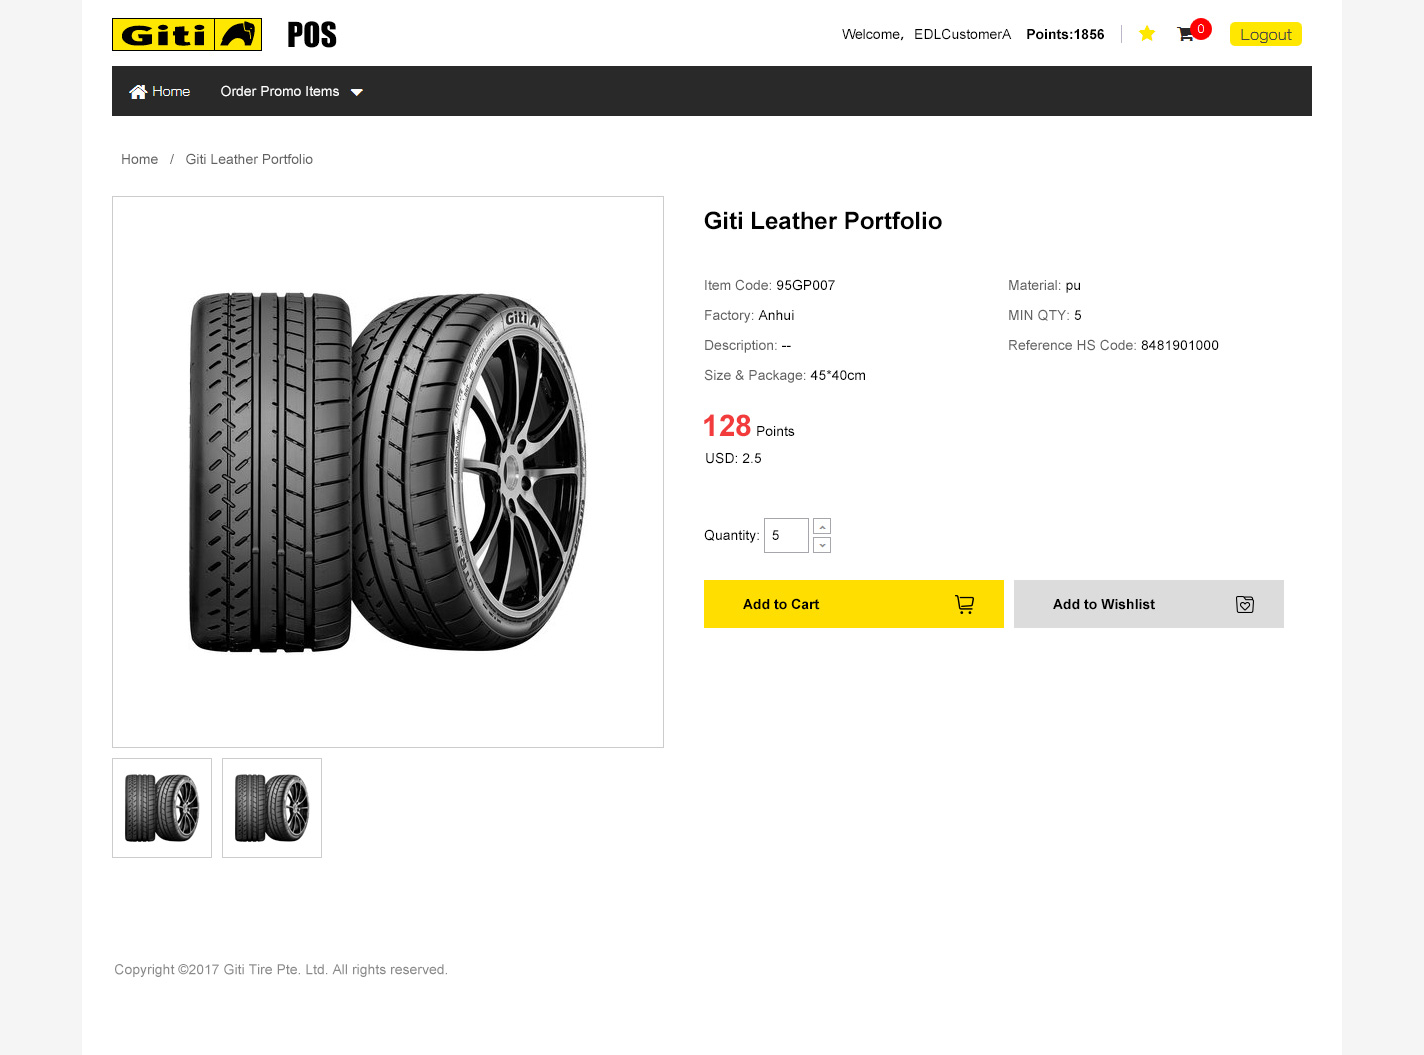 Giti POS
Welcome, EDLCustomerA Points:1856 0 Logout
Home Order Promo Items
Home / Giti Leather Portfolio
Giti Leather Portfolio
Item Code: 95GP007 Material: pu
Factory: Anhui MIN QTY: 5
Description: -- Reference HS Code: 8481901000
Size & Package: 45*40cm
128 Points
USD: 2.5
Quantity: 5
Add to Cart Add to Wishlist
Giti
Copyright ©2017 Giti Tire Pte. Ltd. All rights reserved.